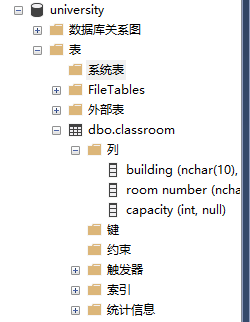 university
数据库关系图
表
系统表
FileTables
外部表
dbo.classroom
列
building (nchar(10),
room number (ncha
capacity (int, null)
键
约束
触发器
索引
统计信息